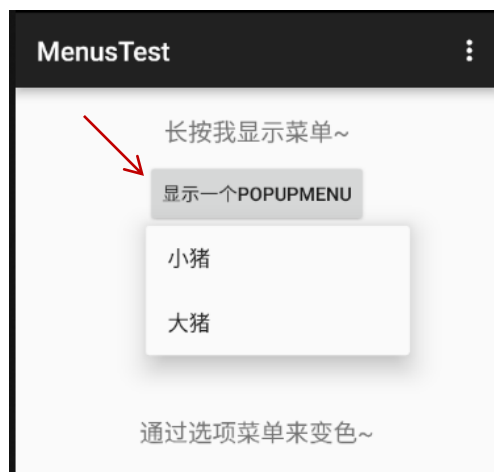 MenusTest
长按我显示菜单~
显示一个POPUPMENU
小猪
大猪
通过选项菜单来变色~